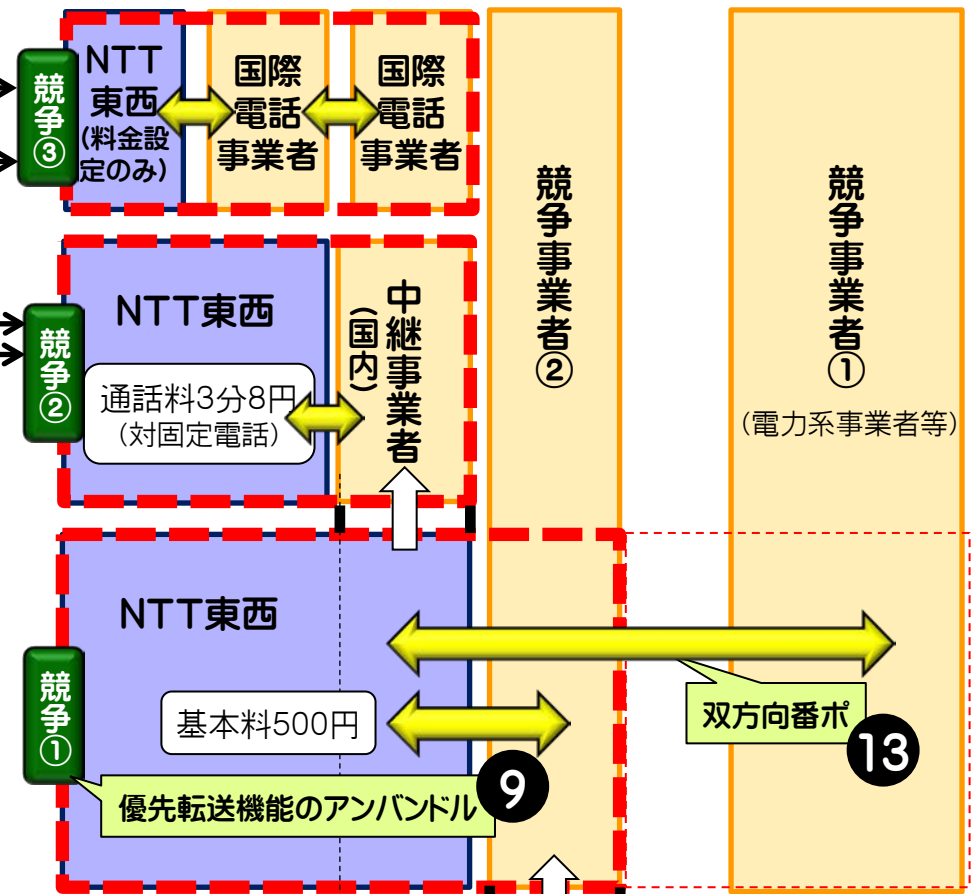 競争③
NTT
東西
(料金設
定のみ)
国際
電話
事業者
国際
電話
事業者
競争②
NTT東西
通話料3分8円
(対固定電話)
中継事業者
(国内)
競争事業者②
競争事業者①
(電力系事業者等)
競争①
NTT東西
基本料500円
優先転送機能のアンバンドル
9
双方向番ポ
13